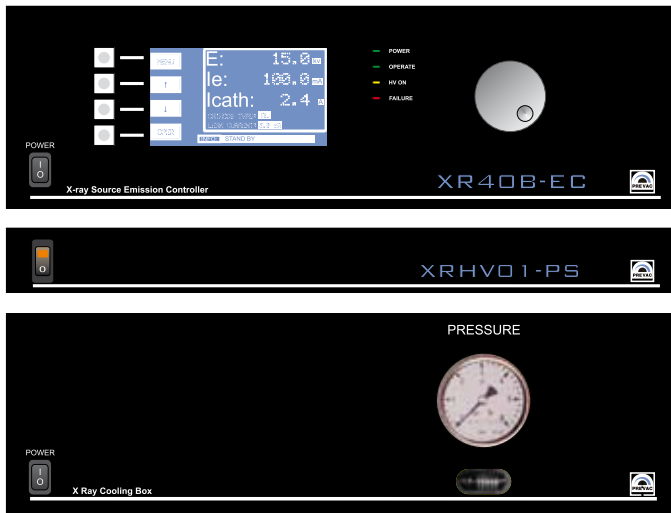 E: 15.0 kV
MENU
POWER
OPERATE
↑
Ie: 100.0 mA
HV ON
↓
Icath: 2.4 A
FAILURE
INFO: STAND BY
POWER
I
O
X-ray Source Emission Controller
XR40B-EC
PREVAC
O
XRHV01-PS
PREVAC
PRESSURE
POWER
I
O
X Ray Cooling Box
PREVAC